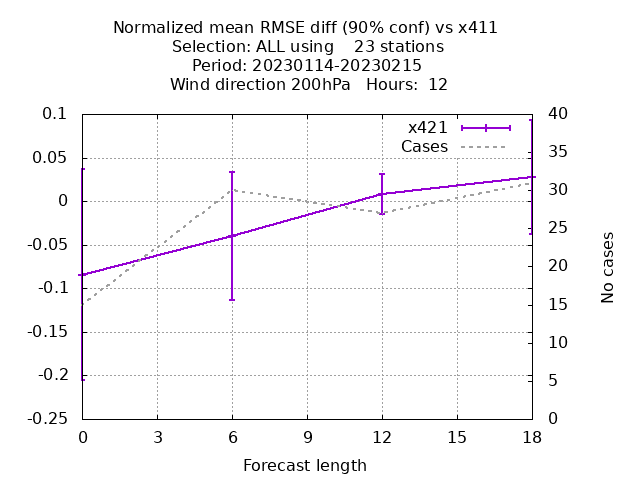 Normalized mean RMSE diff (90% conf) vs x411
Selection: ALL using    23 stations
Period: 20230114-20230215
Wind direction 200hPa   Hours:  12
x421
Cases
0.1
0.05
0
-0.05
-0.1
-0.15
-0.2
-0.25
40
35
30
25
20
15
10
5
0
No cases
0 3 6 9 12 15 18
Forecast length